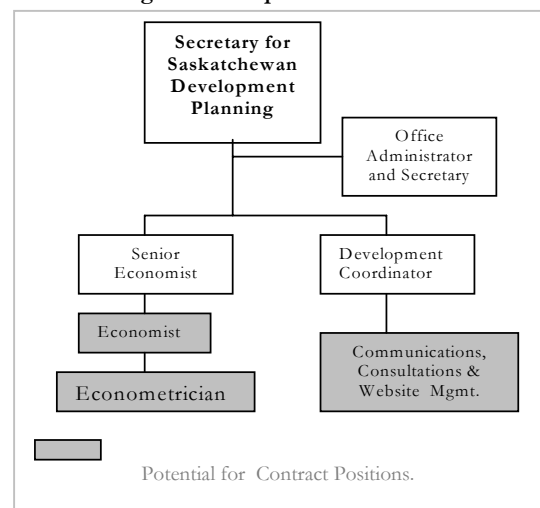 Secretary for
Saskatchewan
Development
Planning
Office
Administrator
and Secretary
Senior
Economist
Development
Coordinator
Economist
Econometrician
Communications,
Consultations &
Website Mgmt.
Potential for Contract Positions.